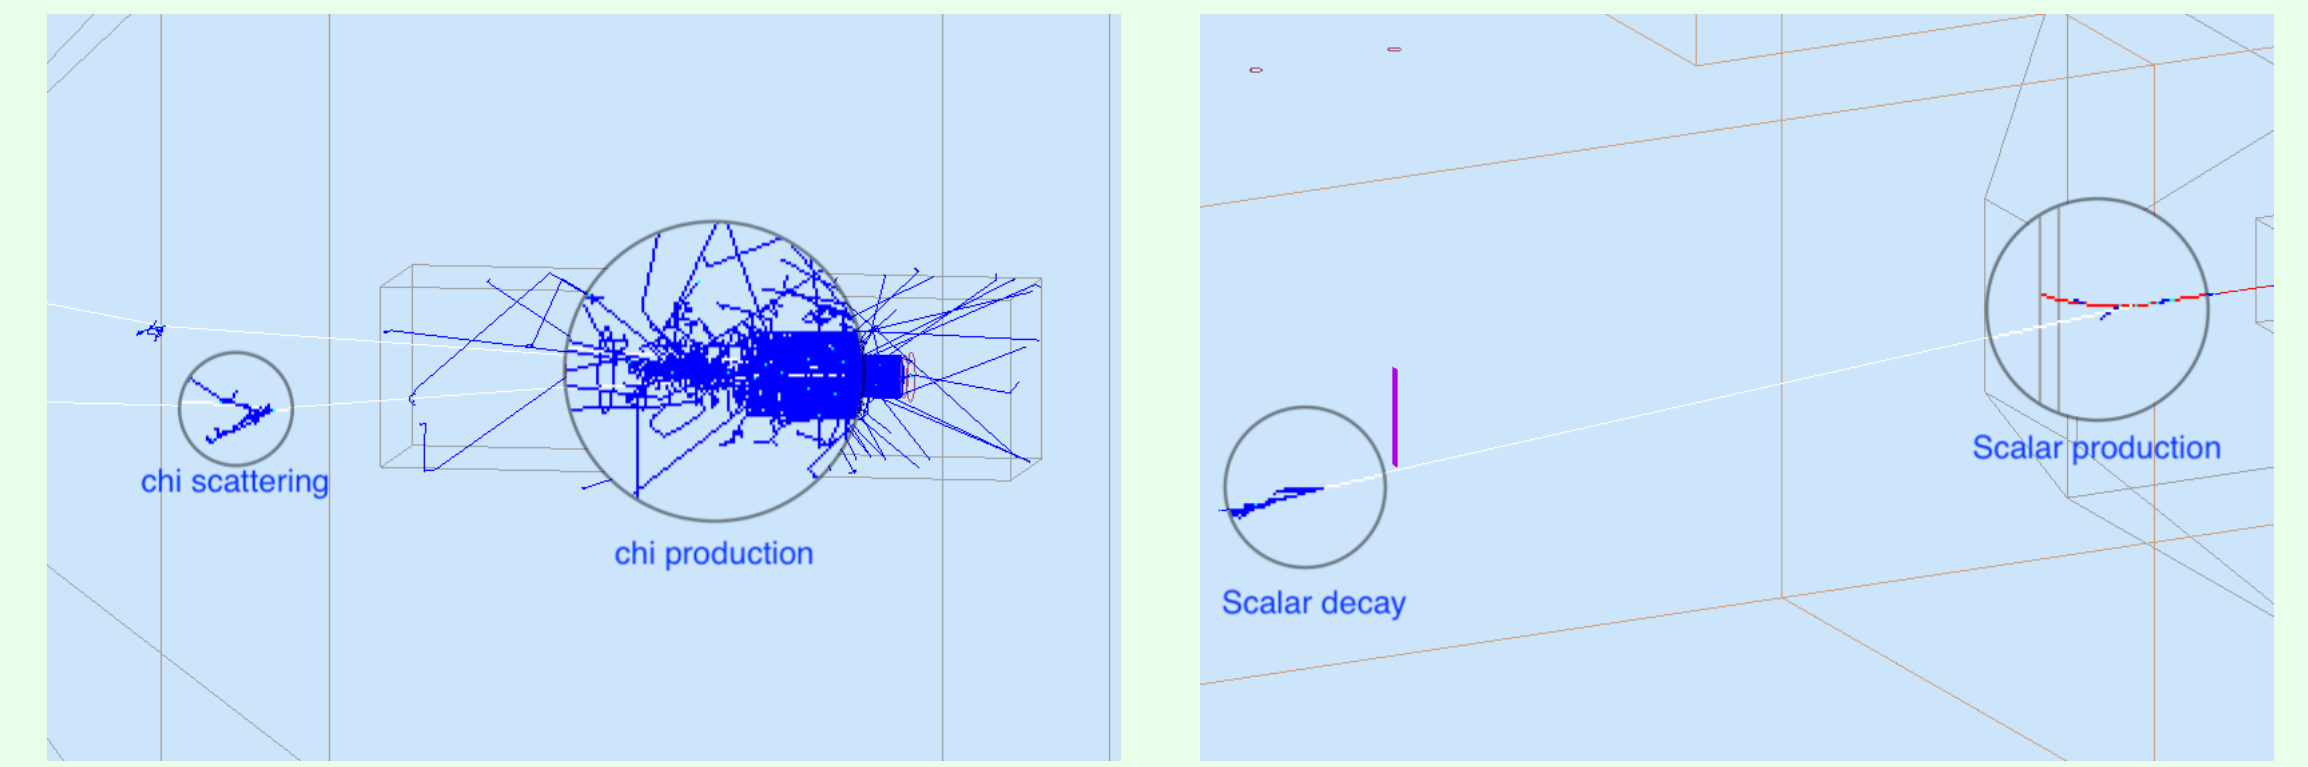 chi scattering
chi production
Scalar production
Scalar decay